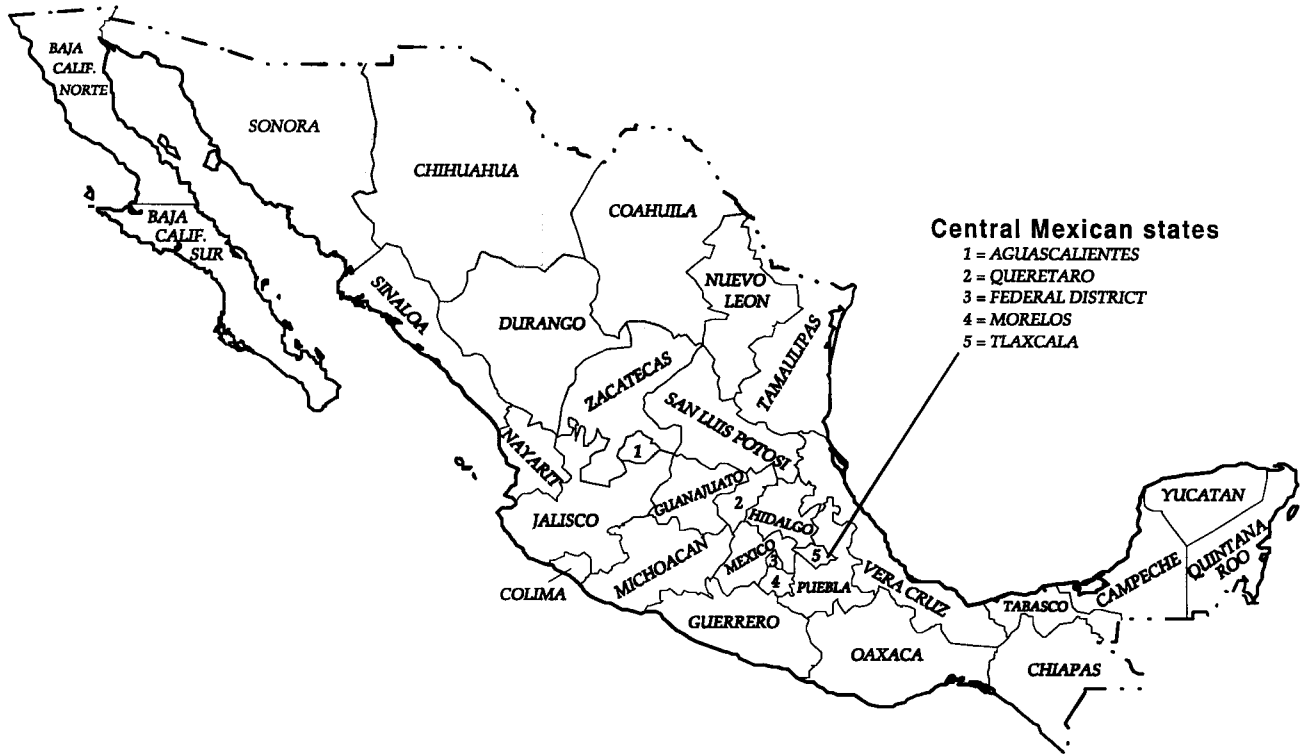 BAJA
CALIF.
NORTE
SONORA
CHIHUAHUA
COAHUILA
BAJA
CALIF.
SUR
Central Mexican states
1 = AGUASCALIENTES
2 = QUERETARO
3 = FEDERAL DISTRICT
4 = MORELOS
5 = TLAXCALA
NUEVO
LEON
SINALOA
DURANGO
TAMAULIPAS
ZACATECAS
SAN LUIS POTOSI
NAYARIT
1
GUANAJUATO
2
JALISCO
HIDALGO
YUCATAN
QUINTANA
ROO
CAMPECHE
MICHOACAN
MEXICO
3
5
4
PUEBLA
VERA CRUZ
COLIMA
TABASCO
GUERRERO
OAXACA
CHIAPAS